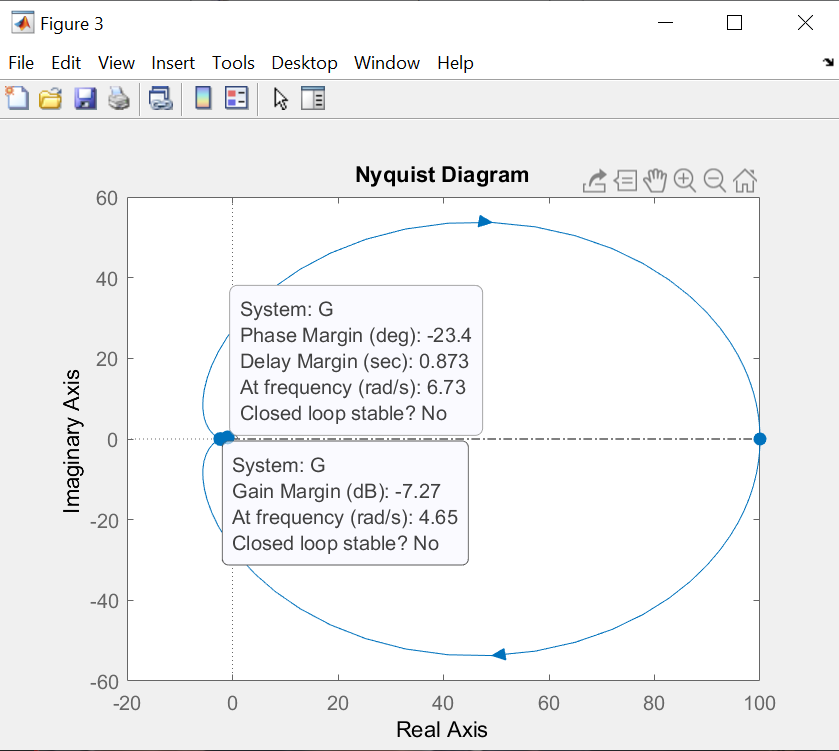 Figure 3
File Edit View Insert Tools Desktop Window Help
Nyquist Diagram
60
40
20
0
-20
-40
-60
Imaginary Axis
System: G
Phase Margin (deg): -23.4
Delay Margin (sec): 0.873
At frequency (rad/s): 6.73
Closed loop stable? No
System: G
Gain Margin (dB): -7.27
At frequency (rad/s): 4.65
Closed loop stable? No
-20 0 20 40 60 80 100
Real Axis